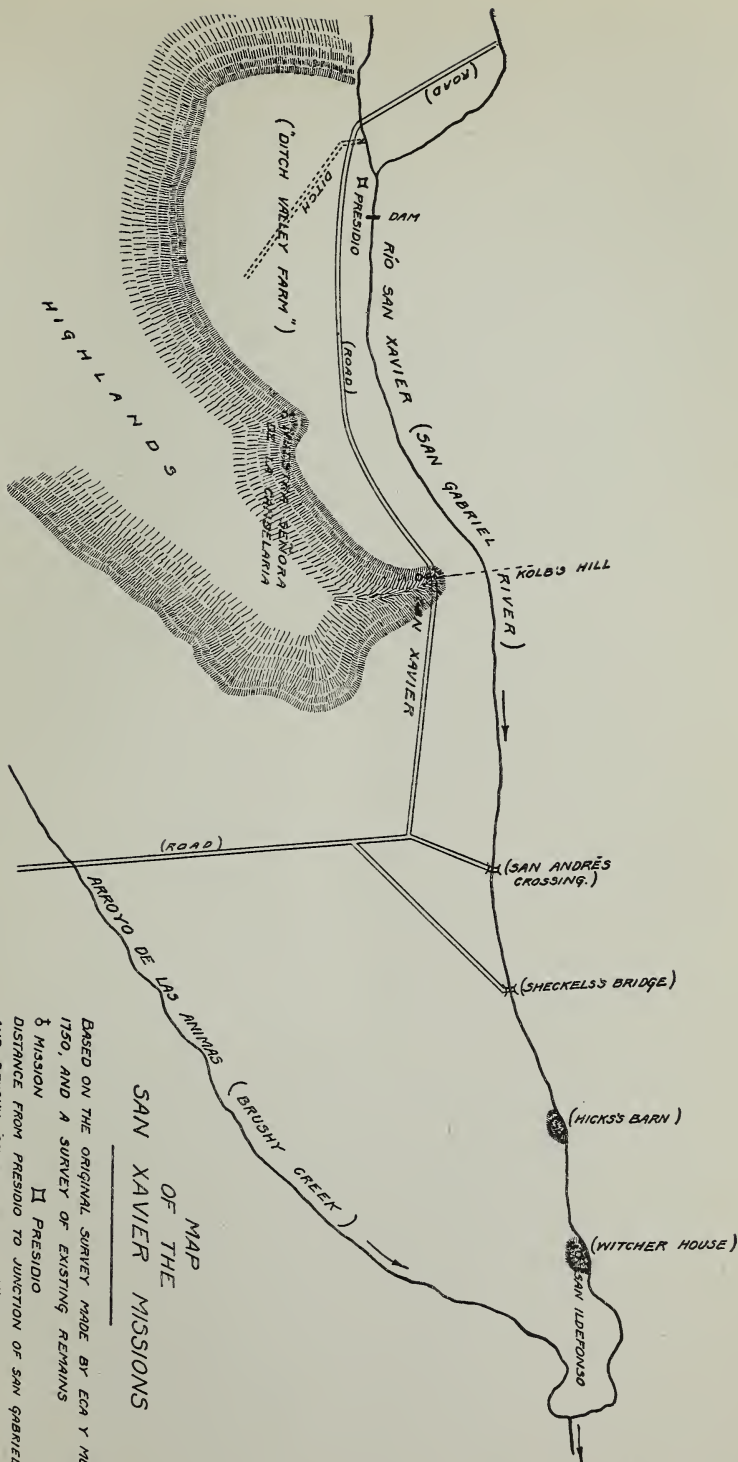 (ROAD)
("DITCH VALLEY FARM")
DITCH
PRESIDIO
DAM
RÍO SAN XAVIER (SAN GABRIEL RIVER)
(ROAD)
HIGHLANDS
SEÑORA
DE LA CANDELARIA
KOLB'S HILL
SAN XAVIER
(ROAD)
(SAN ANDRÉS
CROSSING.)
(SHECKELS'S BRIDGE)
ARROYO DE LAS ANIMAS (BRUSHY CREEK)
(HICKS'S BARN)
(WITCHER HOUSE)
SAN ILDEFONSO
MAP
OF THE
SAN XAVIER MISSIONS
BASED ON THE ORIGINAL SURVEY MADE BY ECA Y
1750, AND A SURVEY OF EXISTING REMAINS
MISSION PRESIDIO
DISTANCE FROM PRESIDIO TO JUNCTION OF SAN GABRIEL